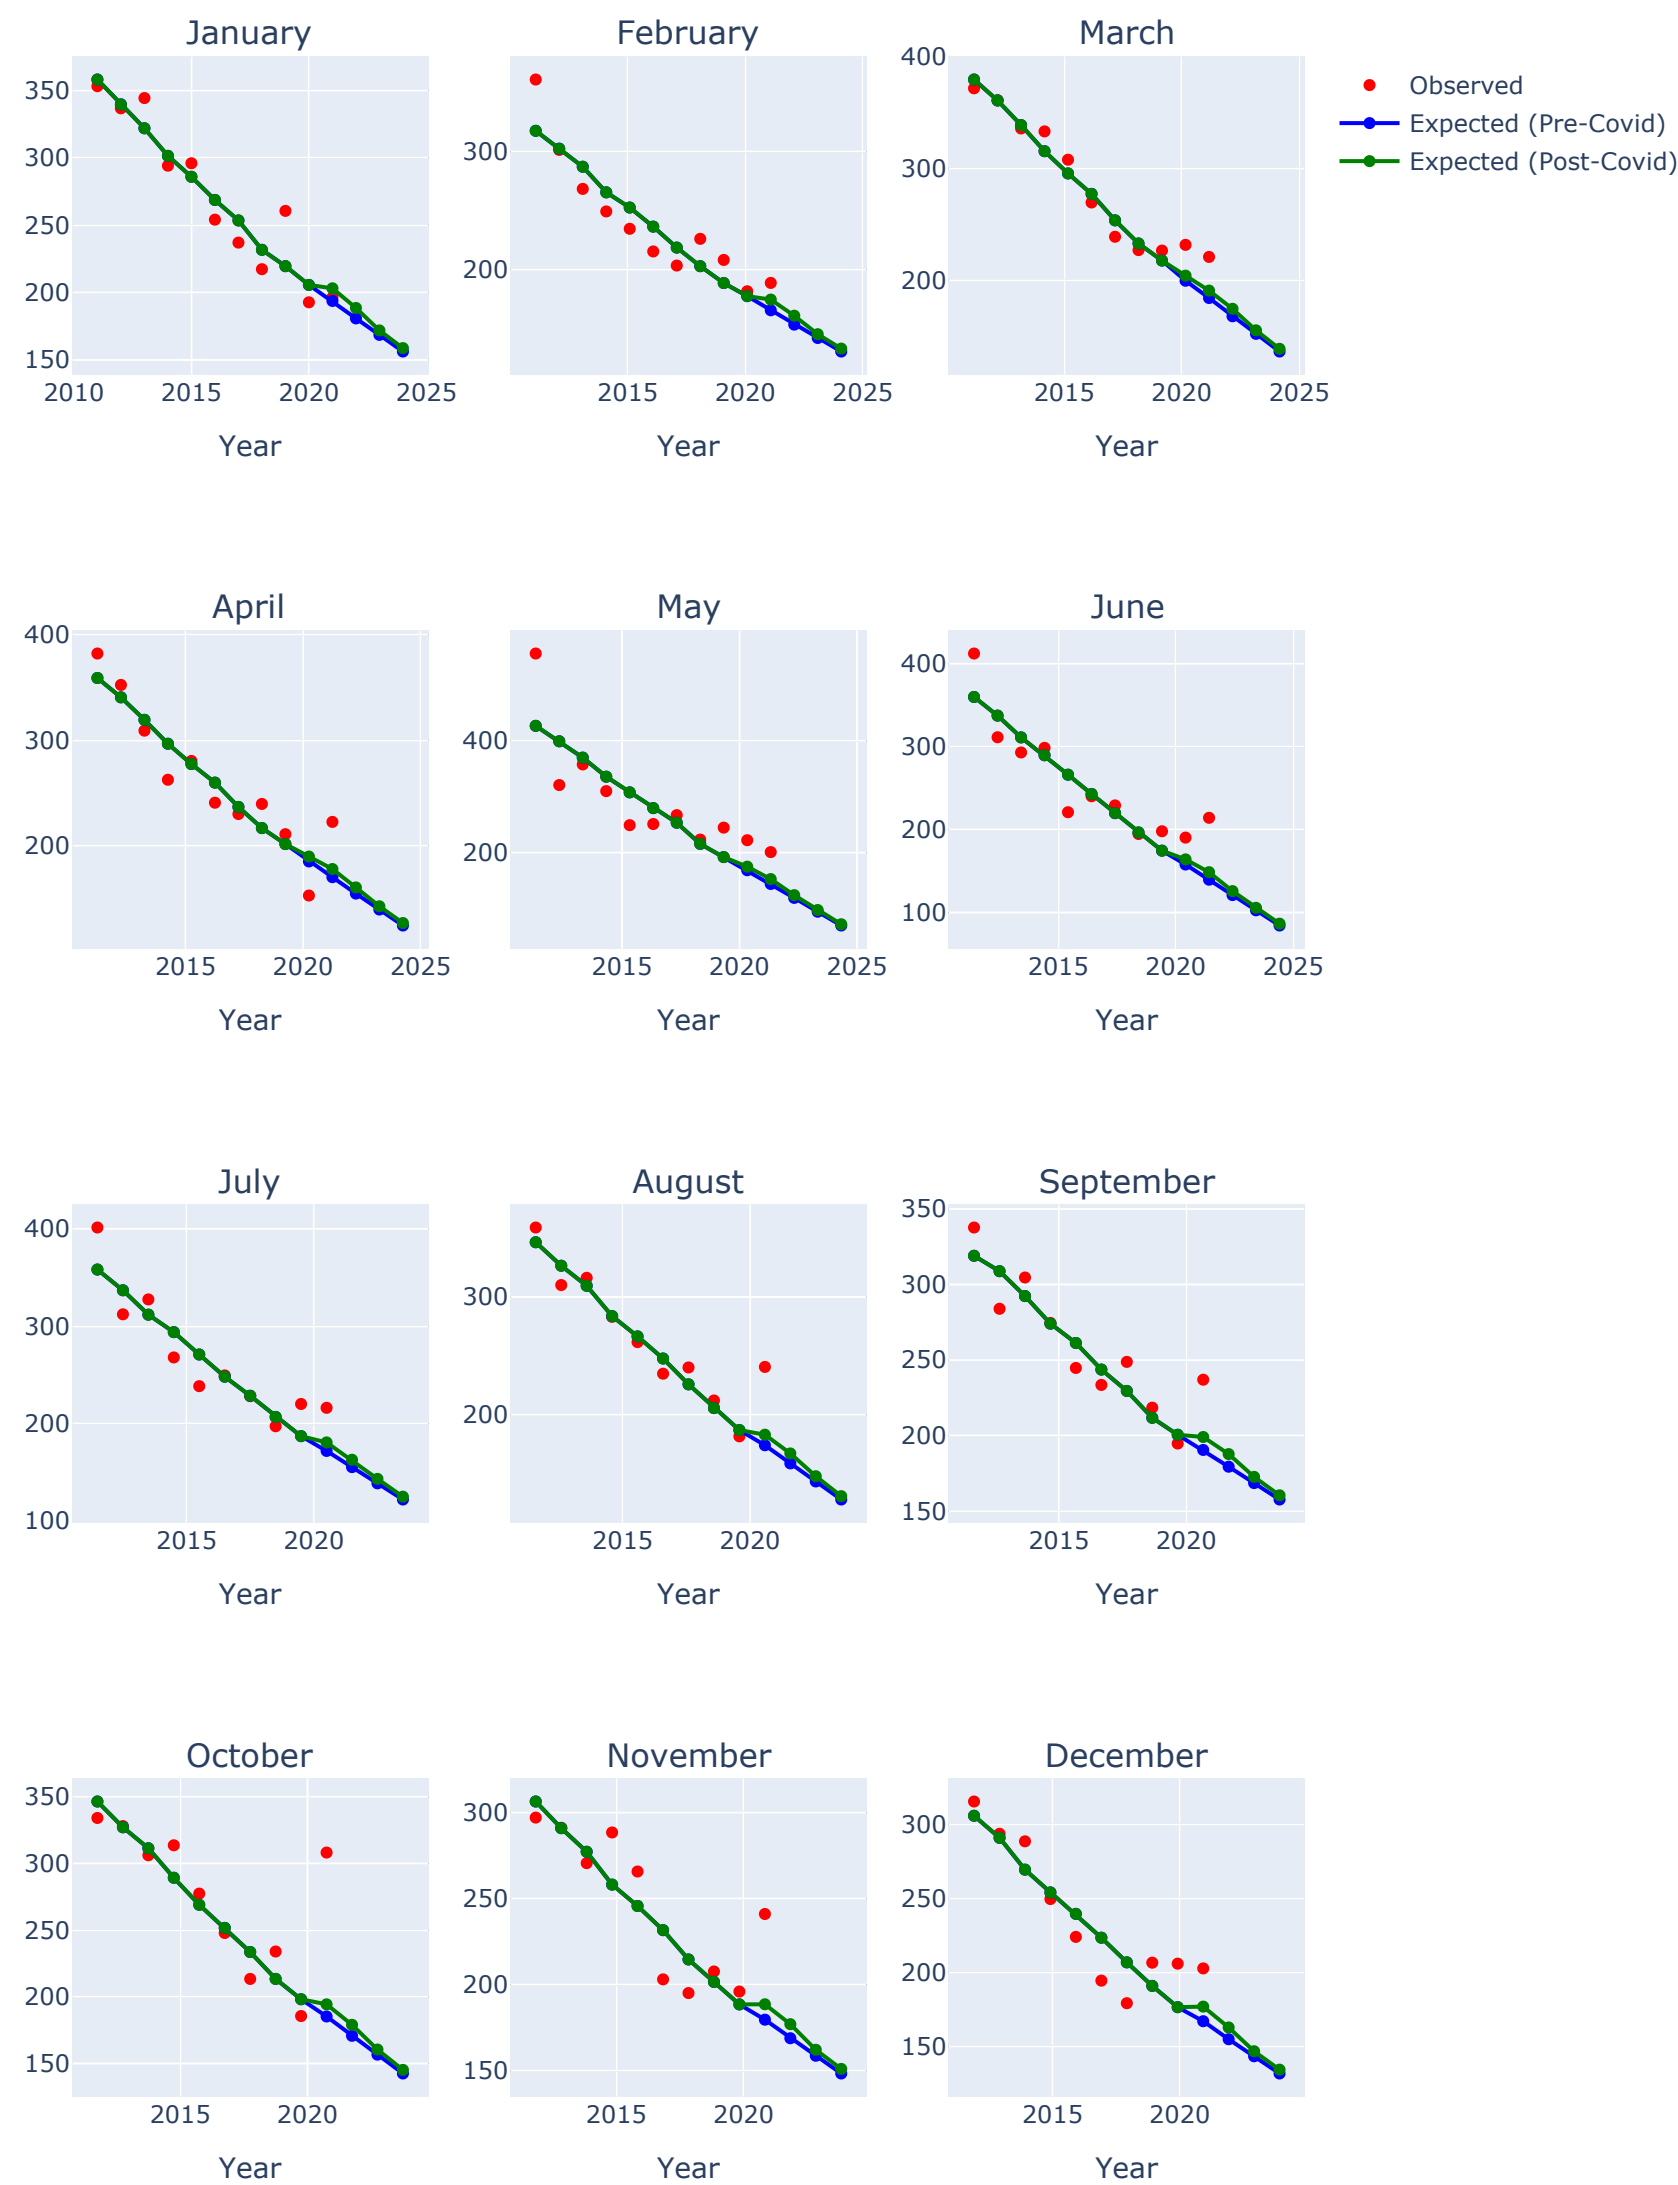 January
February
March
350
300
250
200
150
2010
2015
2020
2025
Year
300
200
2015
2020
2025
Year
400
300
200
2015
2020
2025
Year
Observed
Expected (Pre-Covid)
Expected (Post-Covid)
April
May
June
400
300
200
2015
2020
2025
Year
400
200
2015
2020
2025
Year
400
300
200
100
2015
2020
2025
Year
July
August
September
400
300
200
100
2015
2020
Year
300
200
2015
2020
Year
350
300
250
200
150
2015
2020
Year
October
November
December
350
300
250
200
150
2015
2020
Year
300
250
200
150
2015
2020
Year
300
250
200
150
2015
2020
Year